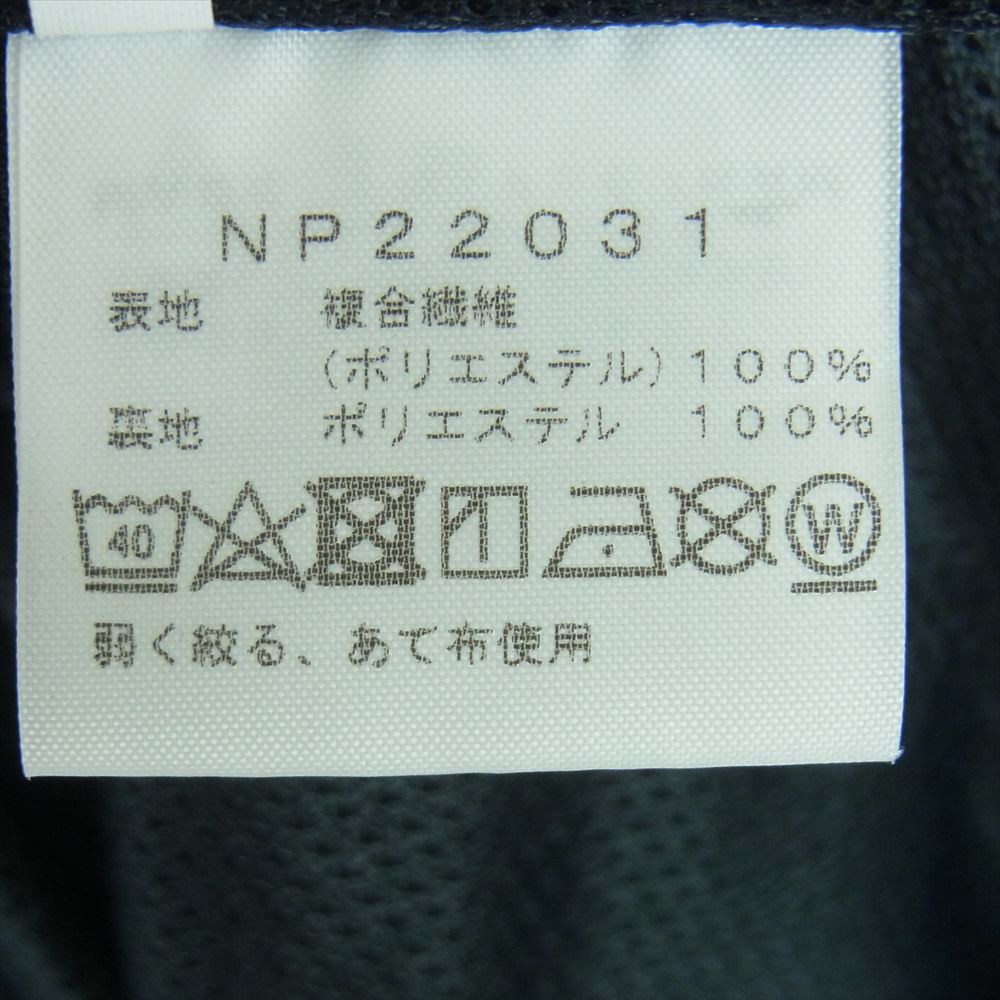 NP22031
表地 複合繊維
(ポリエステル) 100%
裏地 ポリエステル 100%
40 W
弱く絞る、あて布使用